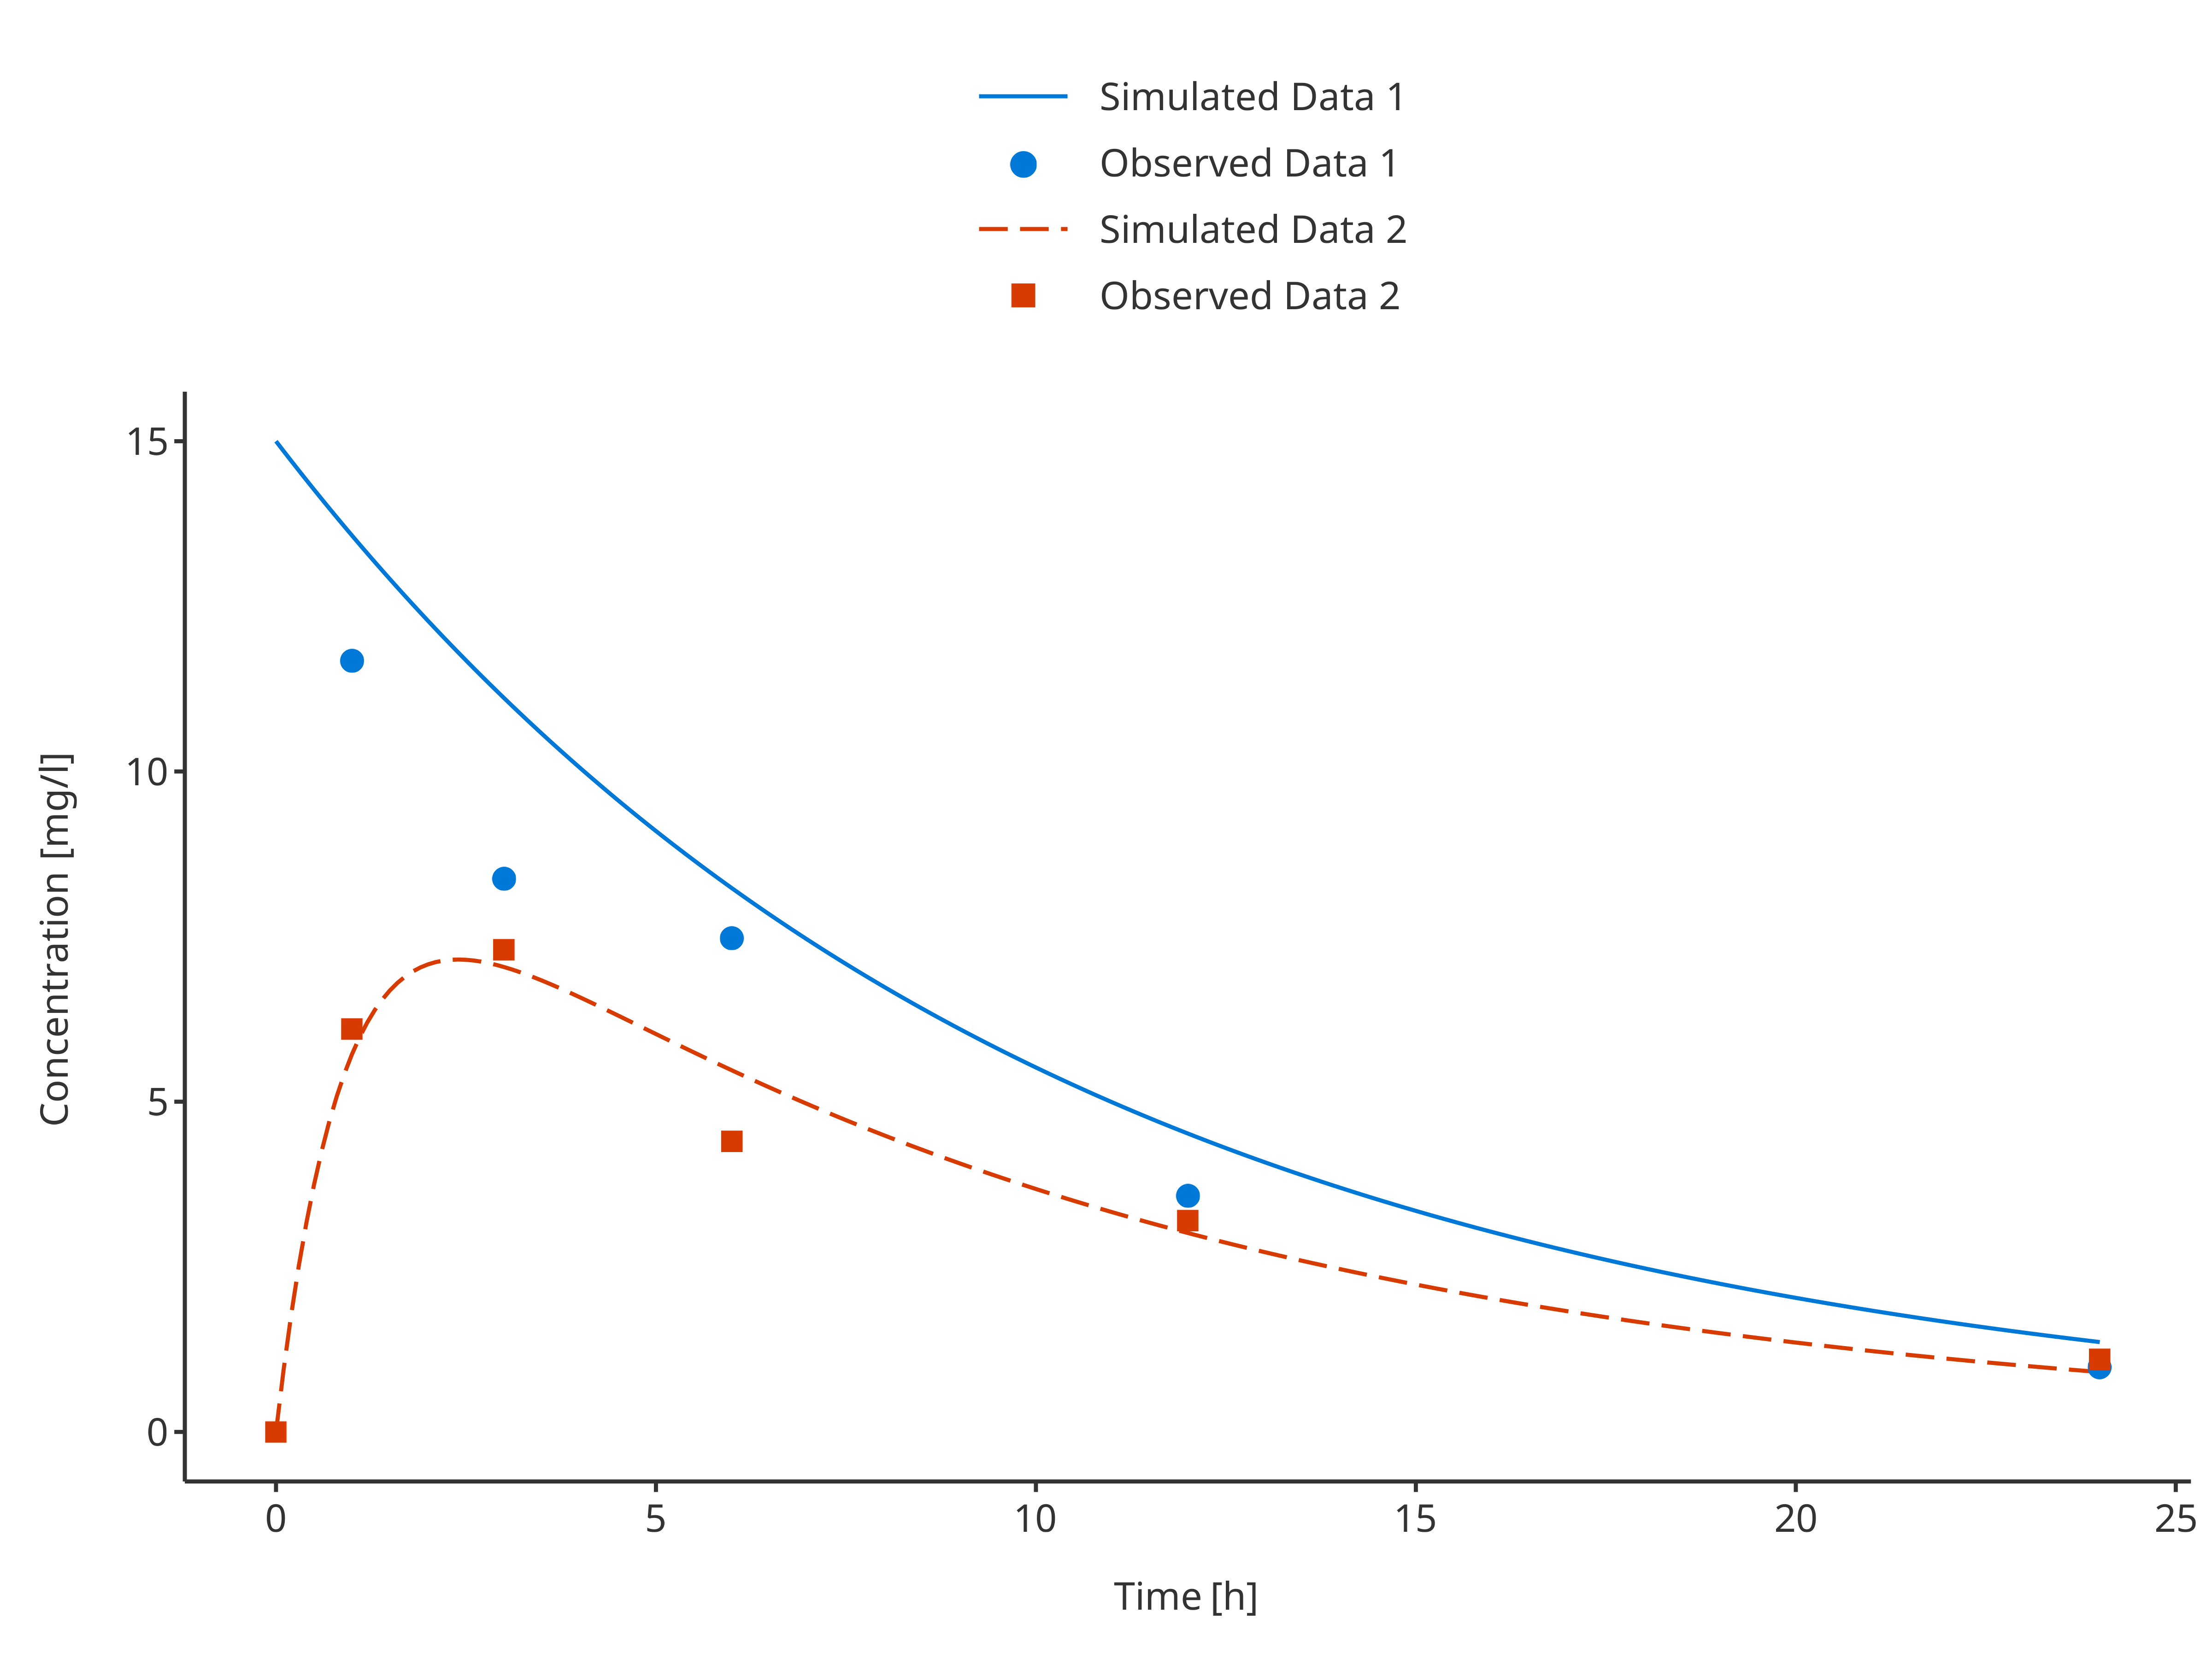 Simulated Data 1
Observed Data 1
Simulated Data 2
Observed Data 2
15
10
5
0
Concentration [mg/l]
0 5 10 15 20 25
Time [h]